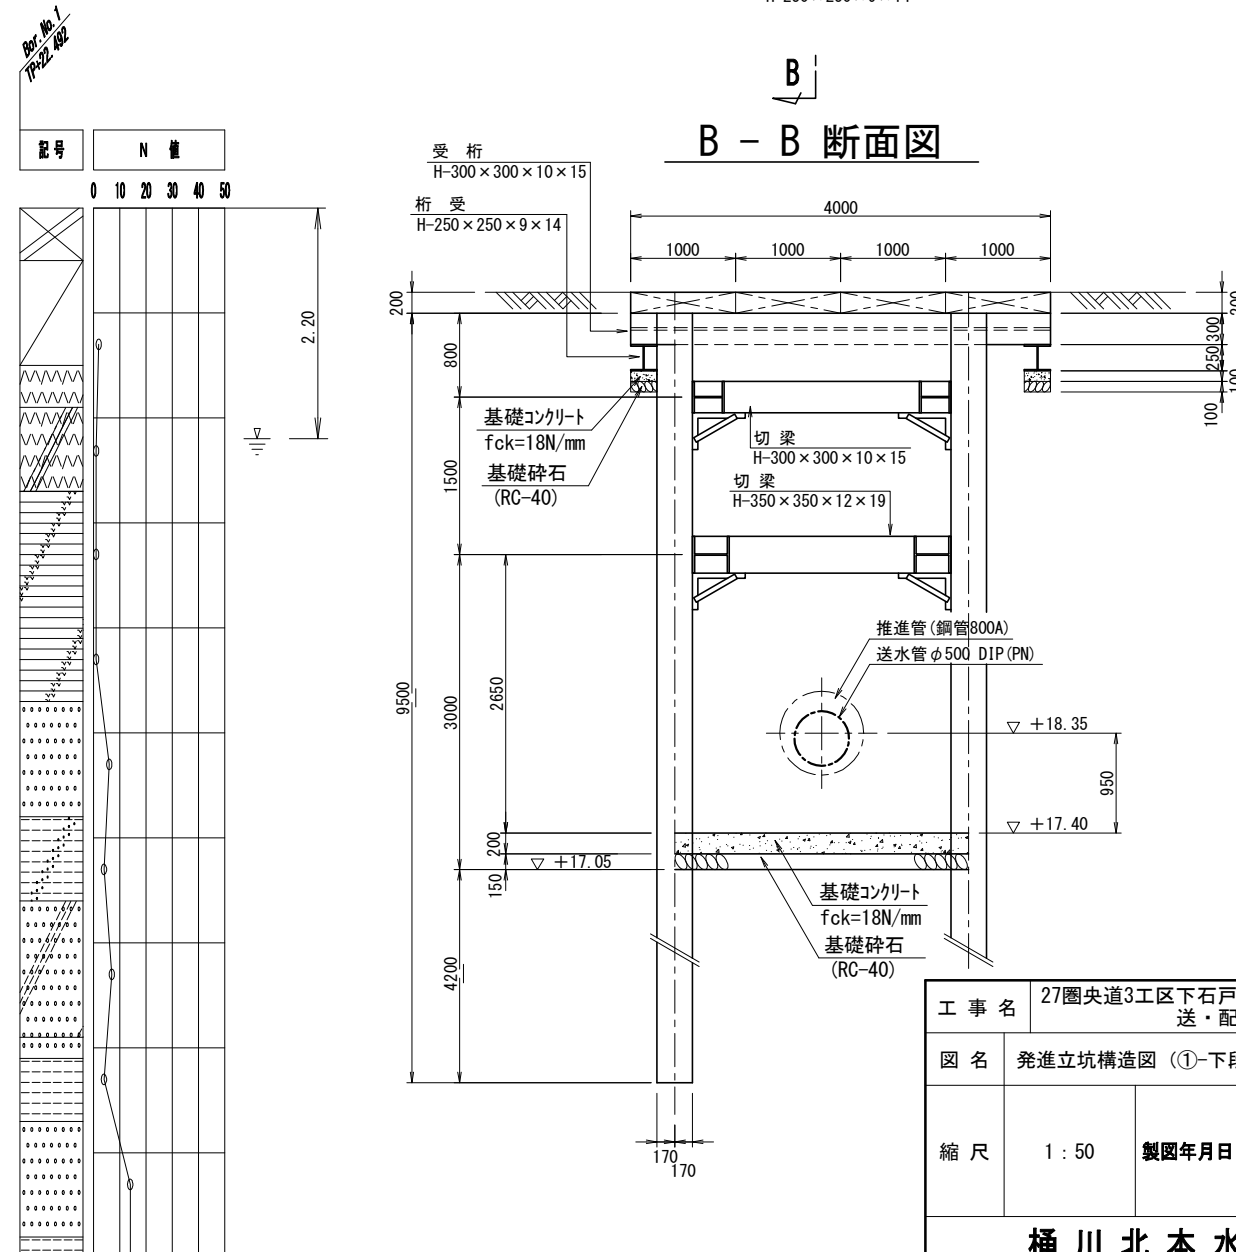 Bor. No. 1
TP+22.492
記号
N 値
0 10 20 30 40 50
2.20
B
B − B 断面図
受 桁
H-300×300×10×15
桁 受
H-250×250×9×14
4000
1000 1000 1000 1000
200
800
1500
9500
3000
2650
200
150
4200
300
250
100
100
基礎コンクリート
fck=18N/mm
基礎砕石
(RC-40)
切 梁
H-300×300×10×15
切 梁
H-350×350×12×19
推進管(鋼管800A)
送水管φ500 DIP(PN)
+18.35
950
+17.40
+17.05
基礎コンクリート
fck=18N/mm
基礎砕石
(RC-40)
170
170
工 事 名
27圏央道3工区下石戸
送・配
図 名
発進立坑構造図 (①-下段
縮 尺
1 : 50
製図年月日
桶 川 北 本 水